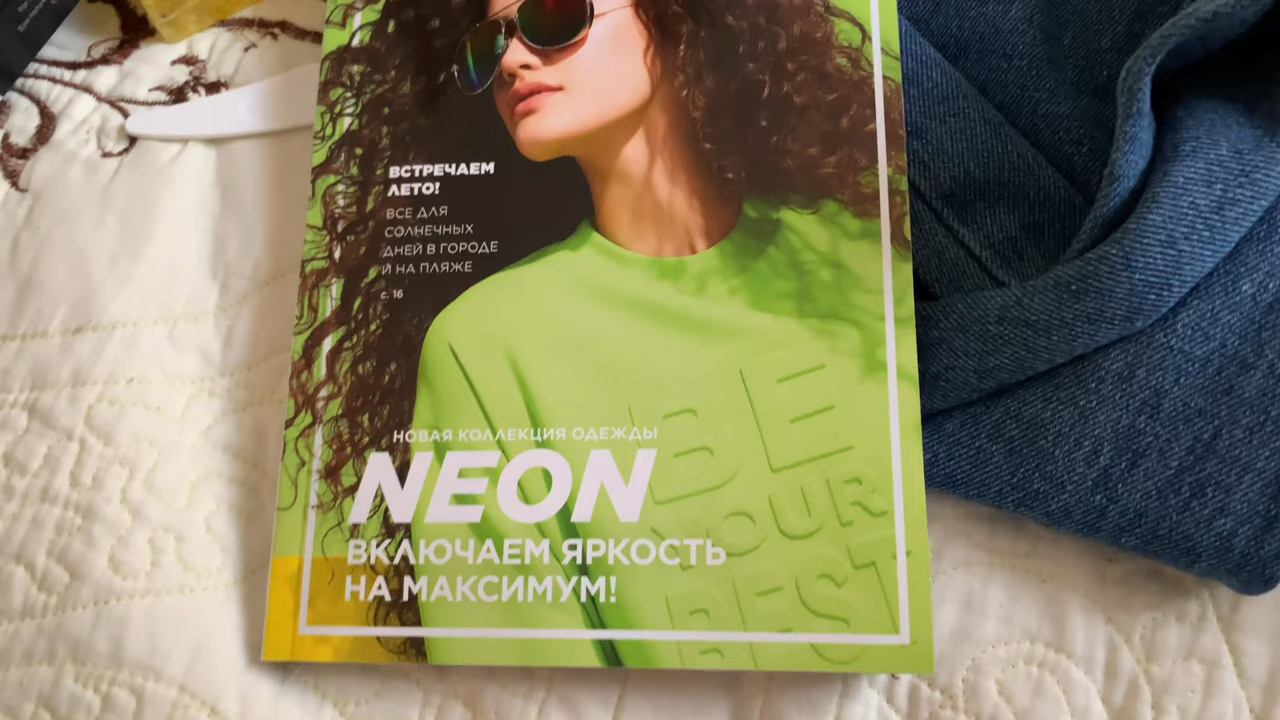 ВСТРЕЧАЕМ
ЛЕТО!
ВСЕ ДЛЯ
СОЛНЕЧНЫХ
ДНЕЙ В ГОРОДЕ
И НА ПЛЯЖЕ
с. 16
BE
YOUR
BEST
НОВАЯ КОЛЛЕКЦИЯ ОДЕЖДЫ
NEON
ВКЛЮЧАЕМ ЯРКОСТЬ
НА МАКСИМУМ!